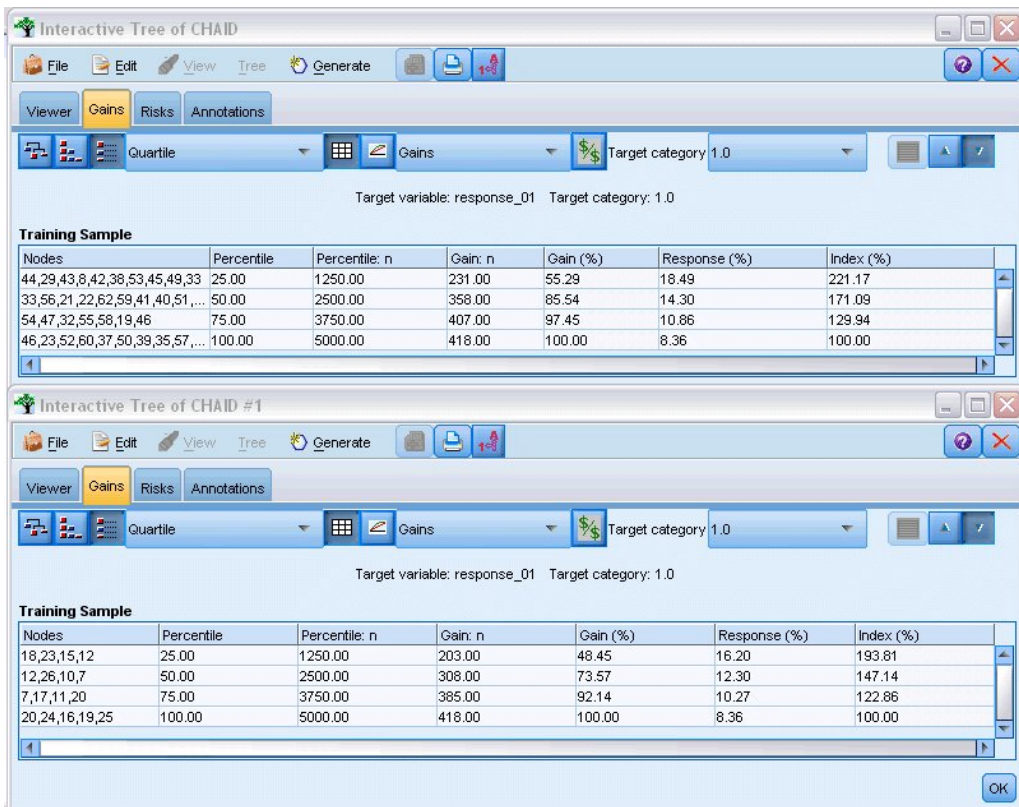 Interactive Tree of CHAID
File Edit View Tree Generate
Viewer Gains Risks Annotations
Quartile Gains Target category 1.0
Target variable: response_01 Target category: 1.0
Training Sample
Nodes Percentile Percentile: n Gain: n Gain (%) Response (%) Index (%)
44,29,43,8,42,38,53,45,49,33 25.00 1250.00 231.00 55.29 18.49 221.17
33,56,21,22,62,59,41,40,51,... 50.00 2500.00 358.00 85.54 14.30 171.09
54,47,32,55,58,19,46 75.00 3750.00 407.00 97.45 10.86 129.94
46,23,52,60,37,50,39,35,57,... 100.00 5000.00 418.00 100.00 8.36 100.00
Interactive Tree of CHAID #1
File Edit View Tree Generate
Viewer Gains Risks Annotations
Quartile Gains Target category 1.0
Target variable: response_01 Target category: 1.0
Training Sample
Nodes Percentile Percentile: n Gain: n Gain (%) Response (%) Index (%)
18,23,15,12 25.00 1250.00 203.00 48.45 16.20 193.81
12,26,10,7 50.00 2500.00 308.00 73.57 12.30 147.14
7,17,11,20 75.00 3750.00 385.00 92.14 10.27 122.86
20,24,16,19,25 100.00 5000.00 418.00 100.00 8.36 100.00
OK